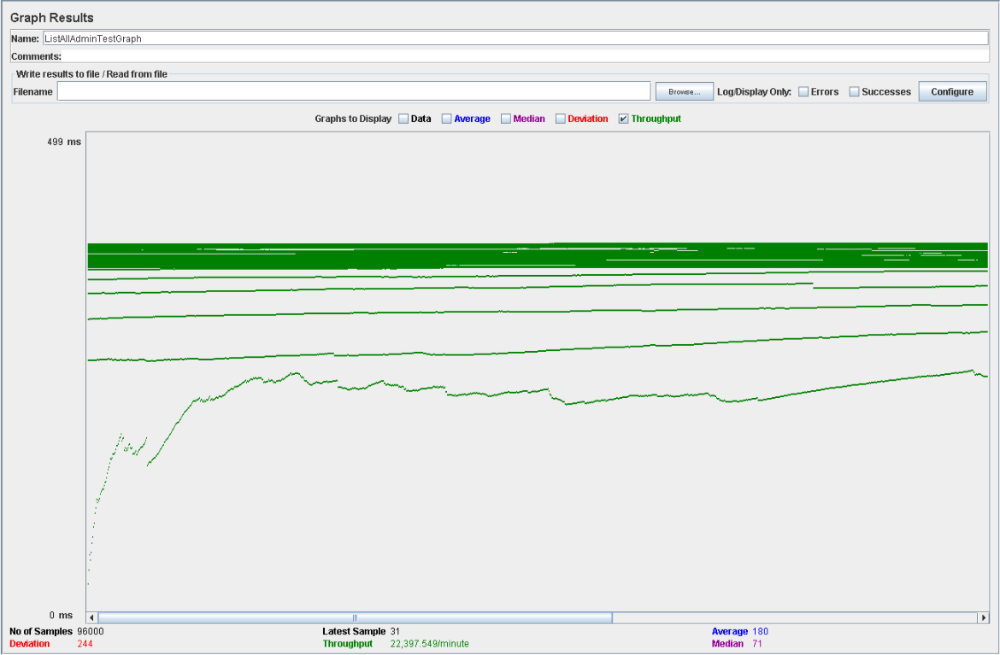 Graph Results
Name: ListAllAdminTestGraph
Comments:
Write results to file / Read from file
Filename Browse... Log/Display Only: Errors Successes Configure
Graphs to Display Data Average Median Deviation Throughput
499 ms
0 ms
No of Samples 96000 Latest Sample 31 Average 180
Deviation 244 Throughput 22,397.549/minute Median 71